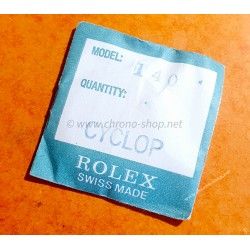 MODEL: 140
QUANTITY:
© www.chrono-shop.net
CYCLOP
ROLEX
SWISS MADE